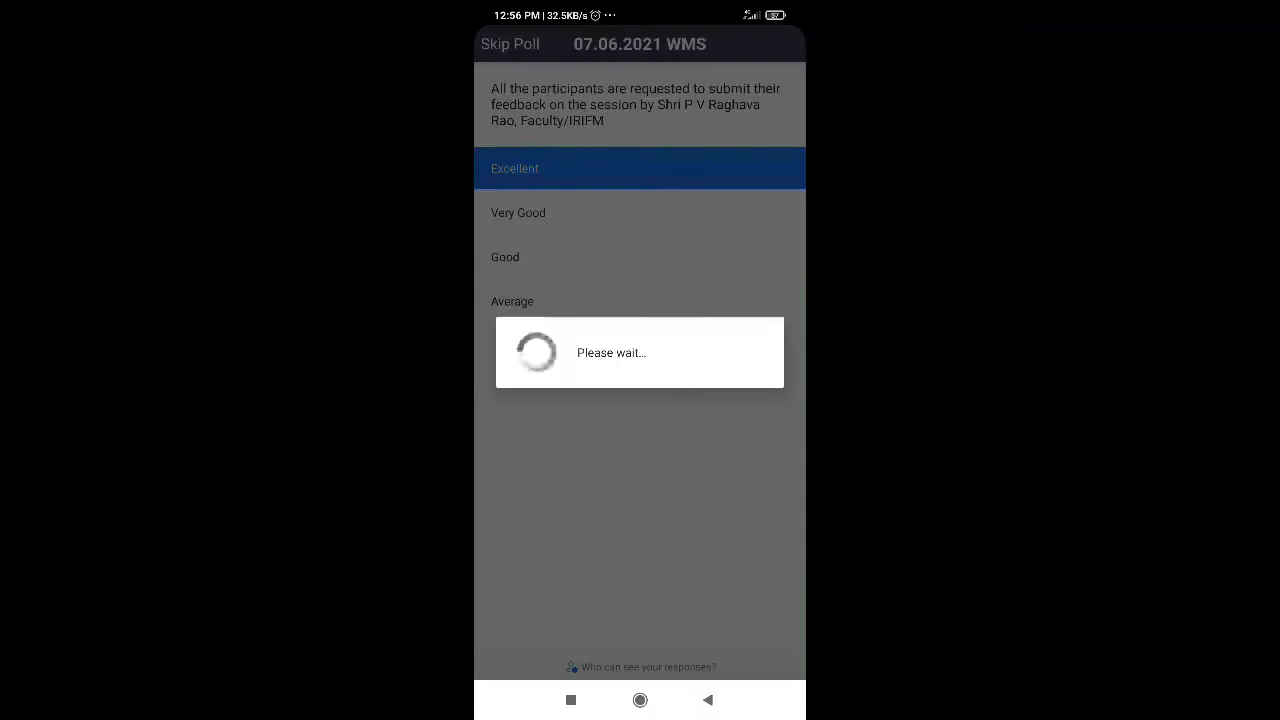 12:56 PM | 32.5KB/s ... 4G 57
Skip Poll 07.06.2021 WMS
All the participants are requested to submit their
feedback on the session by Shri P V Raghava
Rao, Faculty/IRIFM
Excellent
Very Good
Good
Average
Please wait...
Who can see your responses?